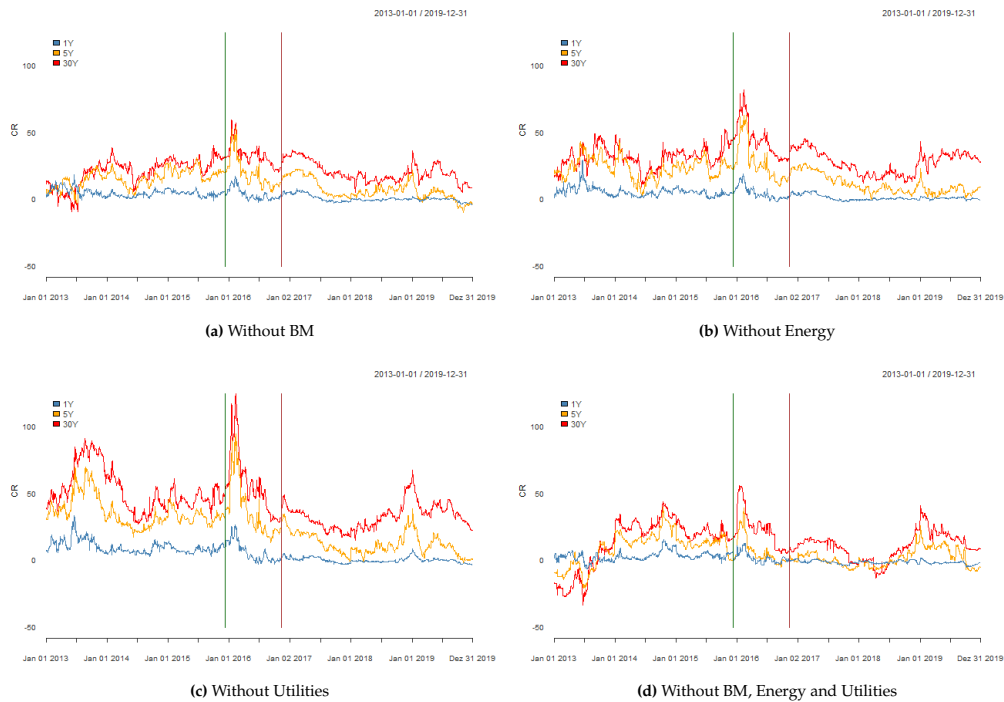 2013-01-01 / 2019-12-31
1Y
5Y
30Y
100
50
0
-50
CR
Jan 01 2013 Jan 01 2014 Jan 01 2015 Jan 01 2016 Jan 02 2017 Jan 01 2018 Jan 01 2019 Dez 31 2019
(a) Without BM
2013-01-01 / 2019-12-31
1Y
5Y
30Y
100
50
0
-50
CR
Jan 01 2013 Jan 01 2014 Jan 01 2015 Jan 01 2016 Jan 02 2017 Jan 01 2018 Jan 01 2019 Dez 31 2019
(b) Without Energy
2013-01-01 / 2019-12-31
1Y
5Y
30Y
100
50
0
-50
CR
Jan 01 2013 Jan 01 2014 Jan 01 2015 Jan 01 2016 Jan 02 2017 Jan 01 2018 Jan 01 2019 Dez 31 2019
(c) Without Utilities
2013-01-01 / 2019-12-31
1Y
5Y
30Y
100
50
0
-50
CR
Jan 01 2013 Jan 01 2014 Jan 01 2015 Jan 01 2016 Jan 02 2017 Jan 01 2018 Jan 01 2019 Dez 31 2019
(d) Without BM, Energy and Utilities